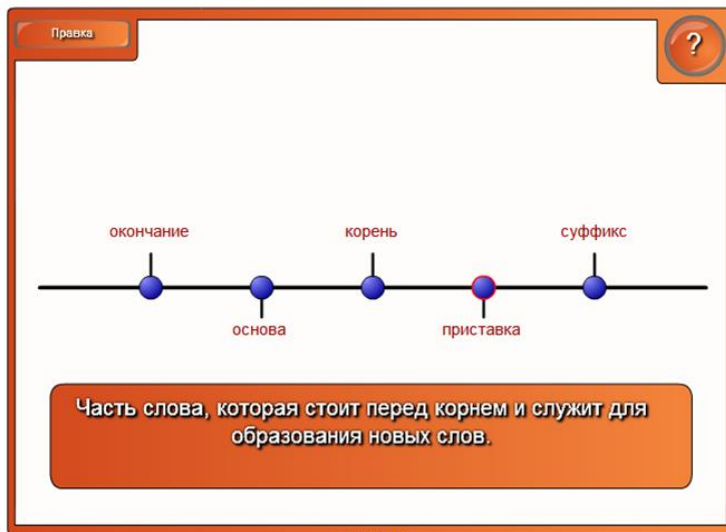 Правка
?
окончание
корень
суффикс
основа
приставка
Часть слова, которая стоит перед корнем и служит для
образования новых слов.